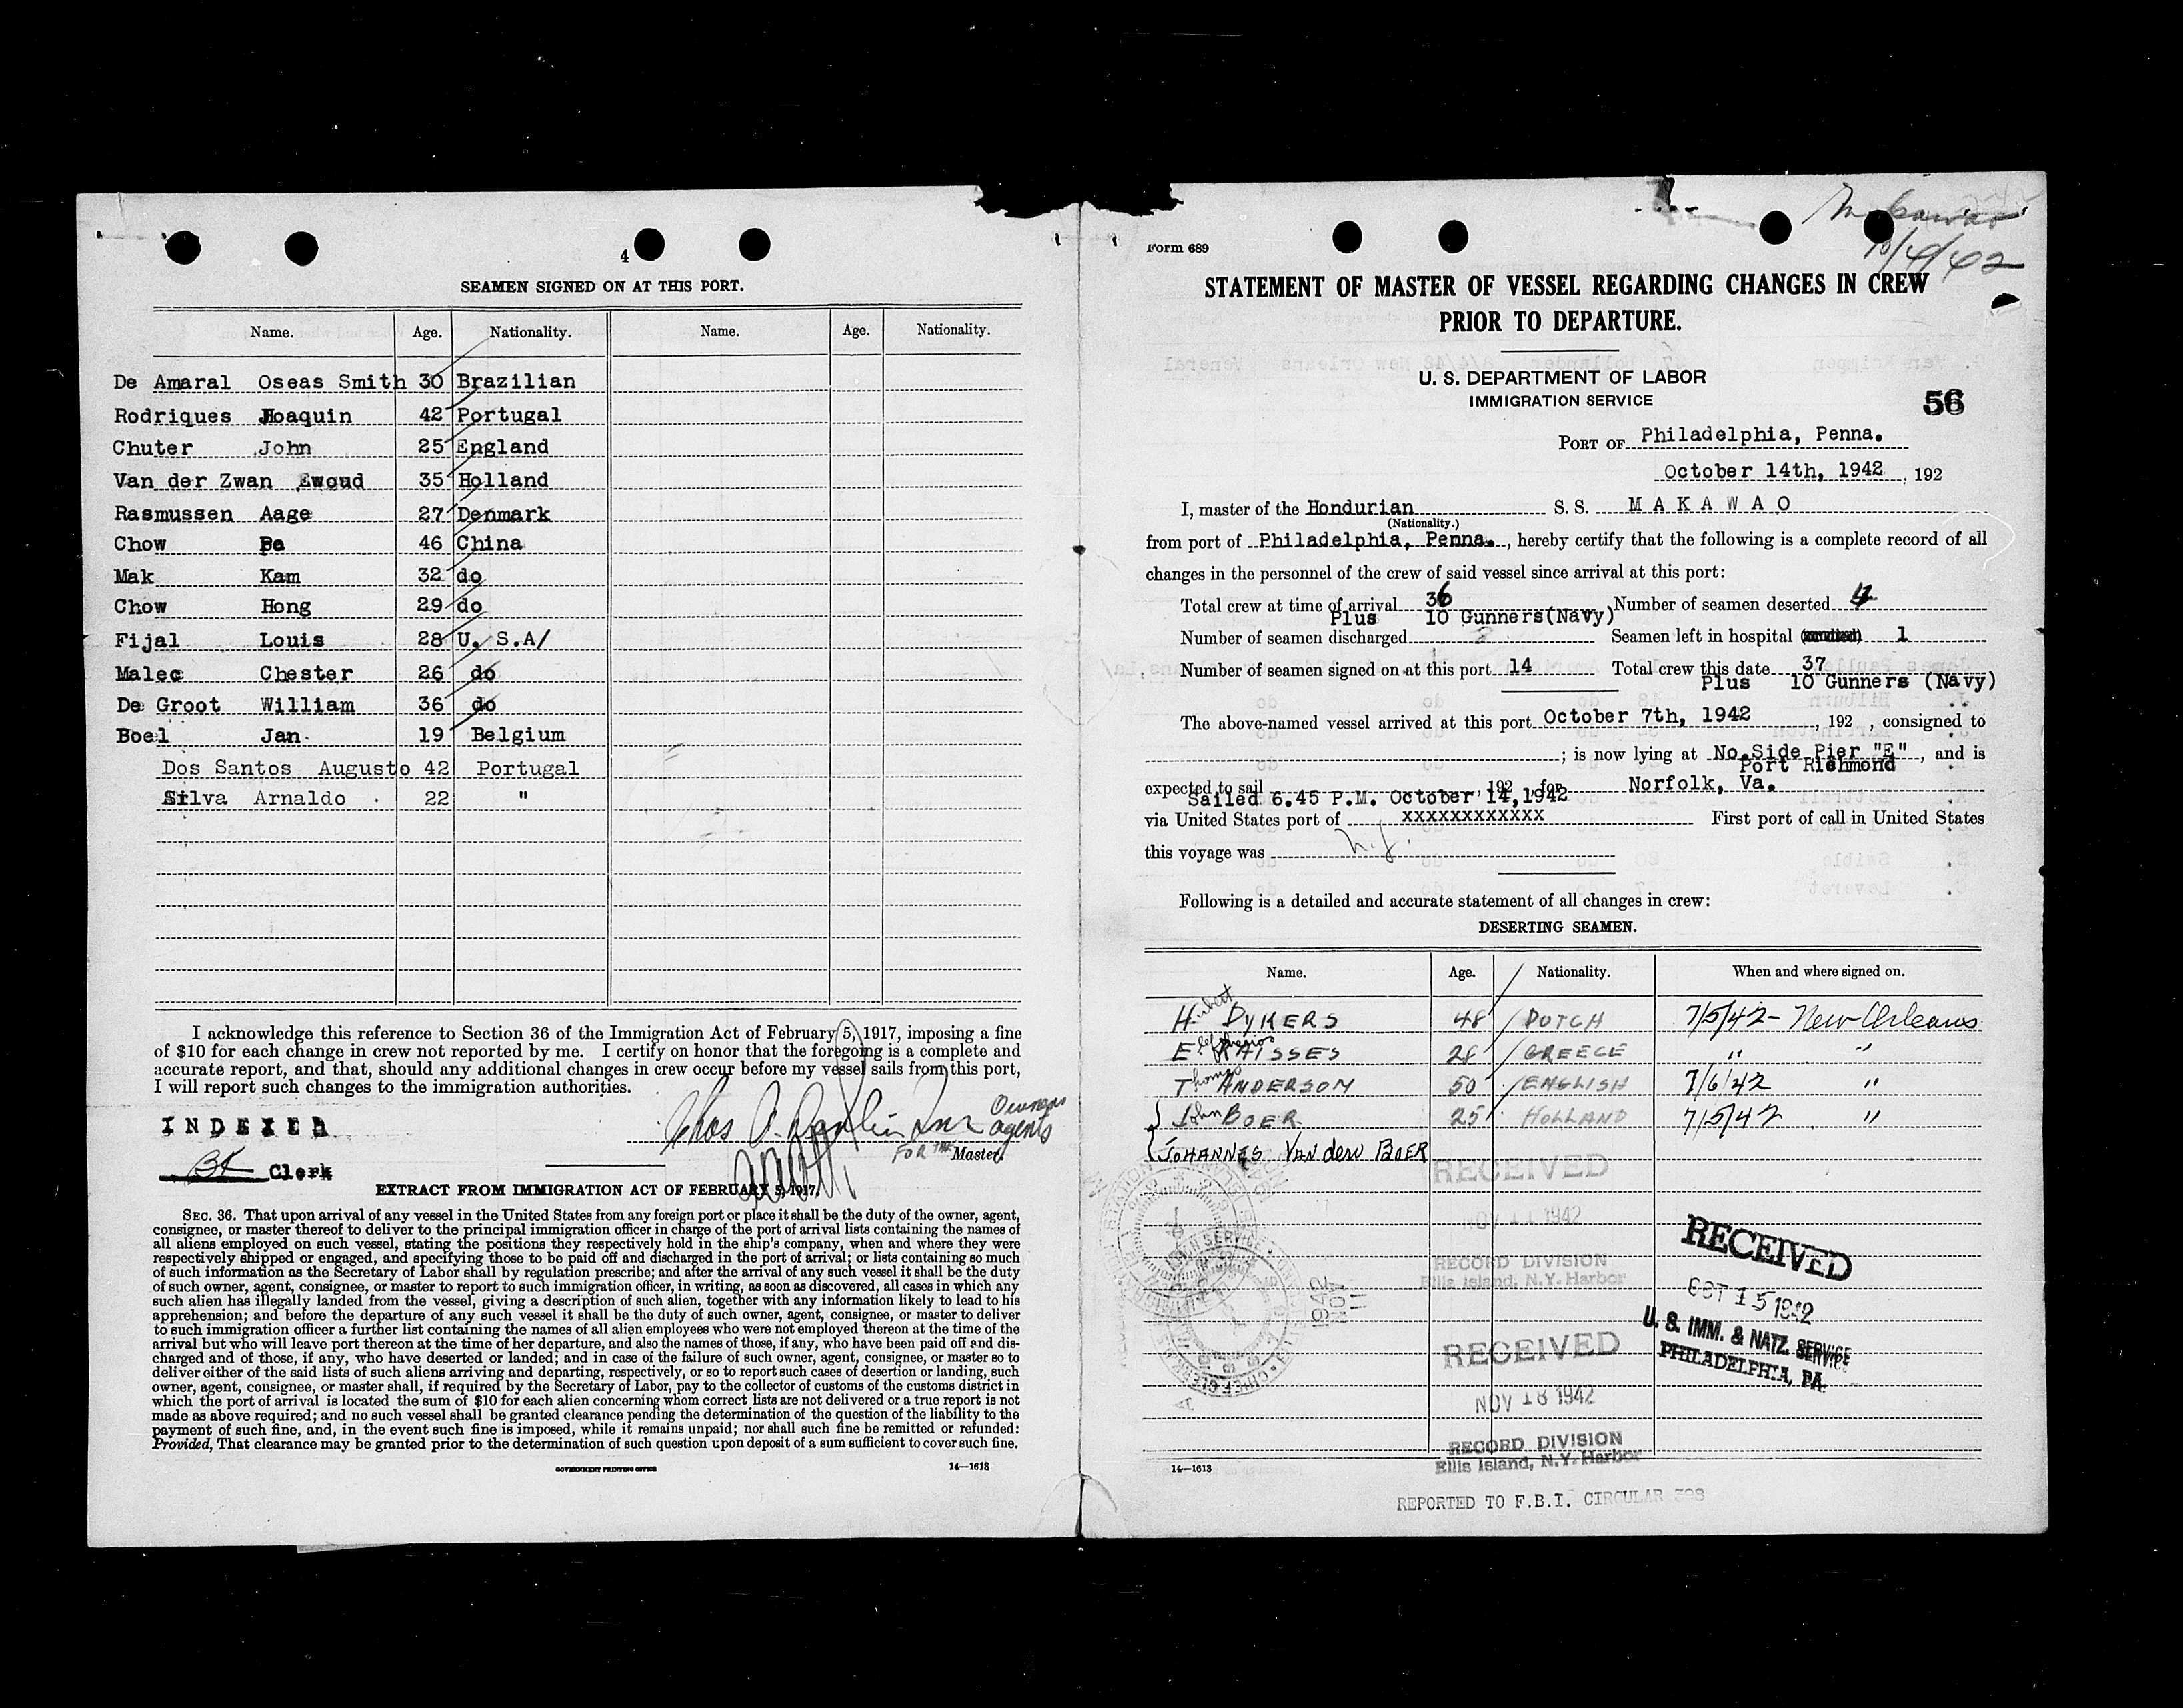 4
SEAMEN SIGNED ON AT THIS PORT.
Name. Age. Nationality. Name. Age. Nationality.
De Amaral Oseas Smith 30 Brazilian
Rodriques Joaquin 42 Portugal
Chuter John 25 England
Van der Zwan Ewoud 35 Holland
Rasmussen Aage 27 Denmark
Chow 46 China
Mak Kam 32 do
Chow Hong 29 do
Fijal Louis 28 U. S.A/
Malec Chester 26 do
De Groot William 36 do
Boel Jan 19 Belgium
Dos Santos Augusto 42 Portugal
Silva Arnaldo 22 "
I acknowledge this reference to Section 36 of the Immigration Act of February 5, 1917, imposing a fine
of $10 for each change in crew not reported by me. I certify on honor that the foregoing is a complete and
accurate report, and that, should any additional changes in crew occur before my vessel sails from this port,
I will report such changes to the immigration authorities.
INDEXED
BK Clerk
Chas agents
FOR THE Master.
EXTRACT FROM IMMIGRATION ACT OF FEBRUARY 5, 1917.
SEC. 36. That upon arrival of any vessel in the United States from any foreign port or place it shall be the duty of the owner, agent,
consignee, or master thereof to deliver to the principal immigration officer in charge of the port of arrival lists containing the names of
all aliens employed on such vessel, stating the positions they respectively hold in the ship's company, when and where they were
respectively shipped or engaged, and specifying those to be paid off and discharged in the port of arrival; or lists containing so much
of such information as the Secretary of Labor shall by regulation prescribe; and after the arrival of any such vessel it shall be the duty
of such owner, agent, consignee, or master to report to such immigration officer, in writing, as soon as discovered, all cases in which any
such alien has illegally landed from the vessel, giving a description of such alien, together with any information likely to lead to his
apprehension; and before the departure of any such vessel it shall be the duty of such owner, agent, consignee, or master to deliver
to such immigration officer a further list containing the names of all alien employees who were not employed thereon at the time of the
arrival but who will leave port thereon at the time of her departure, and also the names of those, if any, who have been paid off and dis-
charged and of those, if any, who have deserted or landed; and in case of the failure of such owner, agent, consignee, or master so to
deliver either of the said lists of such aliens arriving and departing, respectively, or so to report such cases of desertion or landing, such
owner, agent, consignee, or master shall, if required by the Secretary of Labor, pay to the collector of customs of the customs district in
which the port of arrival is located the sum of $10 for each alien concerning whom correct lists are not delivered or a true report is not
made as above required; and no such vessel shall be granted clearance pending the determination of the question of the liability to the
payment of such fine, and, in the event such fine is imposed, while it remains unpaid; nor shall such fine be remitted or refunded:
Provided, That clearance may be granted prior to the determination of such question upon deposit of a sum sufficient to cover such fine.
GOVERNMENT PRINTING OFFICE 14—1613
Makawao
10/4/42
Form 689
STATEMENT OF MASTER OF VESSEL REGARDING CHANGES IN CREW
PRIOR TO DEPARTURE.
U. S. DEPARTMENT OF LABOR
IMMIGRATION SERVICE
56
PORT OF Philadelphia, Penna.
October 14th, 1942, 192
I, master of the Hondurian S. S. M A K A W A O
(Nationality.)
from port of Philadelphia, Penna., hereby certify that the following is a complete record of all
changes in the personnel of the crew of said vessel since arrival at this port:
Total crew at time of arrival 36 Number of seamen deserted 4
Plus 10 Gunners(Navy)
Number of seamen discharged Seamen left in hospital (or died) 1
Number of seamen signed on at this port 14 Total crew this date 37
Plus 10 Gunners (Navy)
The above-named vessel arrived at this port October 7th, 1942, 192 , consigned to
; is now lying at No.Side Pier "E", and is
Port Richmond
expected to sail , 192 , for Norfolk, Va.
Sailed 6.45 P.M. October 14,1942
via United States port of XXXXXXXXXXXX First port of call in United States
this voyage was N.Y.
Following is a detailed and accurate statement of all changes in crew:
DESERTING SEAMEN.
Name. Age. Nationality. When and where signed on.
Hubert DYKERS 48 DUTCH 7/5/42 - New Orleans
E KAISSES 28 GREECE " "
Thomas ANDERSON 50 ENGLISH 7/6/42 "
John BOER 25 HOLLAND 7/5/42 "
JOHANNES VAN den BOER
RECEIVED
NOV 11 1942
RECORD DIVISION
Ellis Island, N.Y. Harbor
1942
NOV
11
RECEIVED
OCT 15 1942
U. S. IMM. & NATZ. SERVICE
PHILADELPHIA, PA.
RECEIVED
NOV 18 1942
RECORD DIVISION
Ellis Island, N.Y. Harbor
14—1613
REPORTED TO F.B.I. CIRCULAR